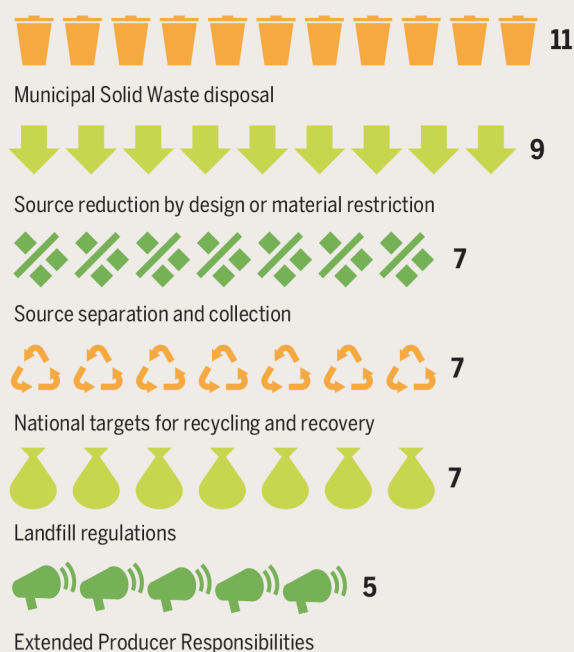 11
Municipal Solid Waste disposal
9
Source reduction by design or material restriction
7
Source separation and collection
7
National targets for recycling and recovery
7
Landfill regulations
5
Extended Producer Responsibilities